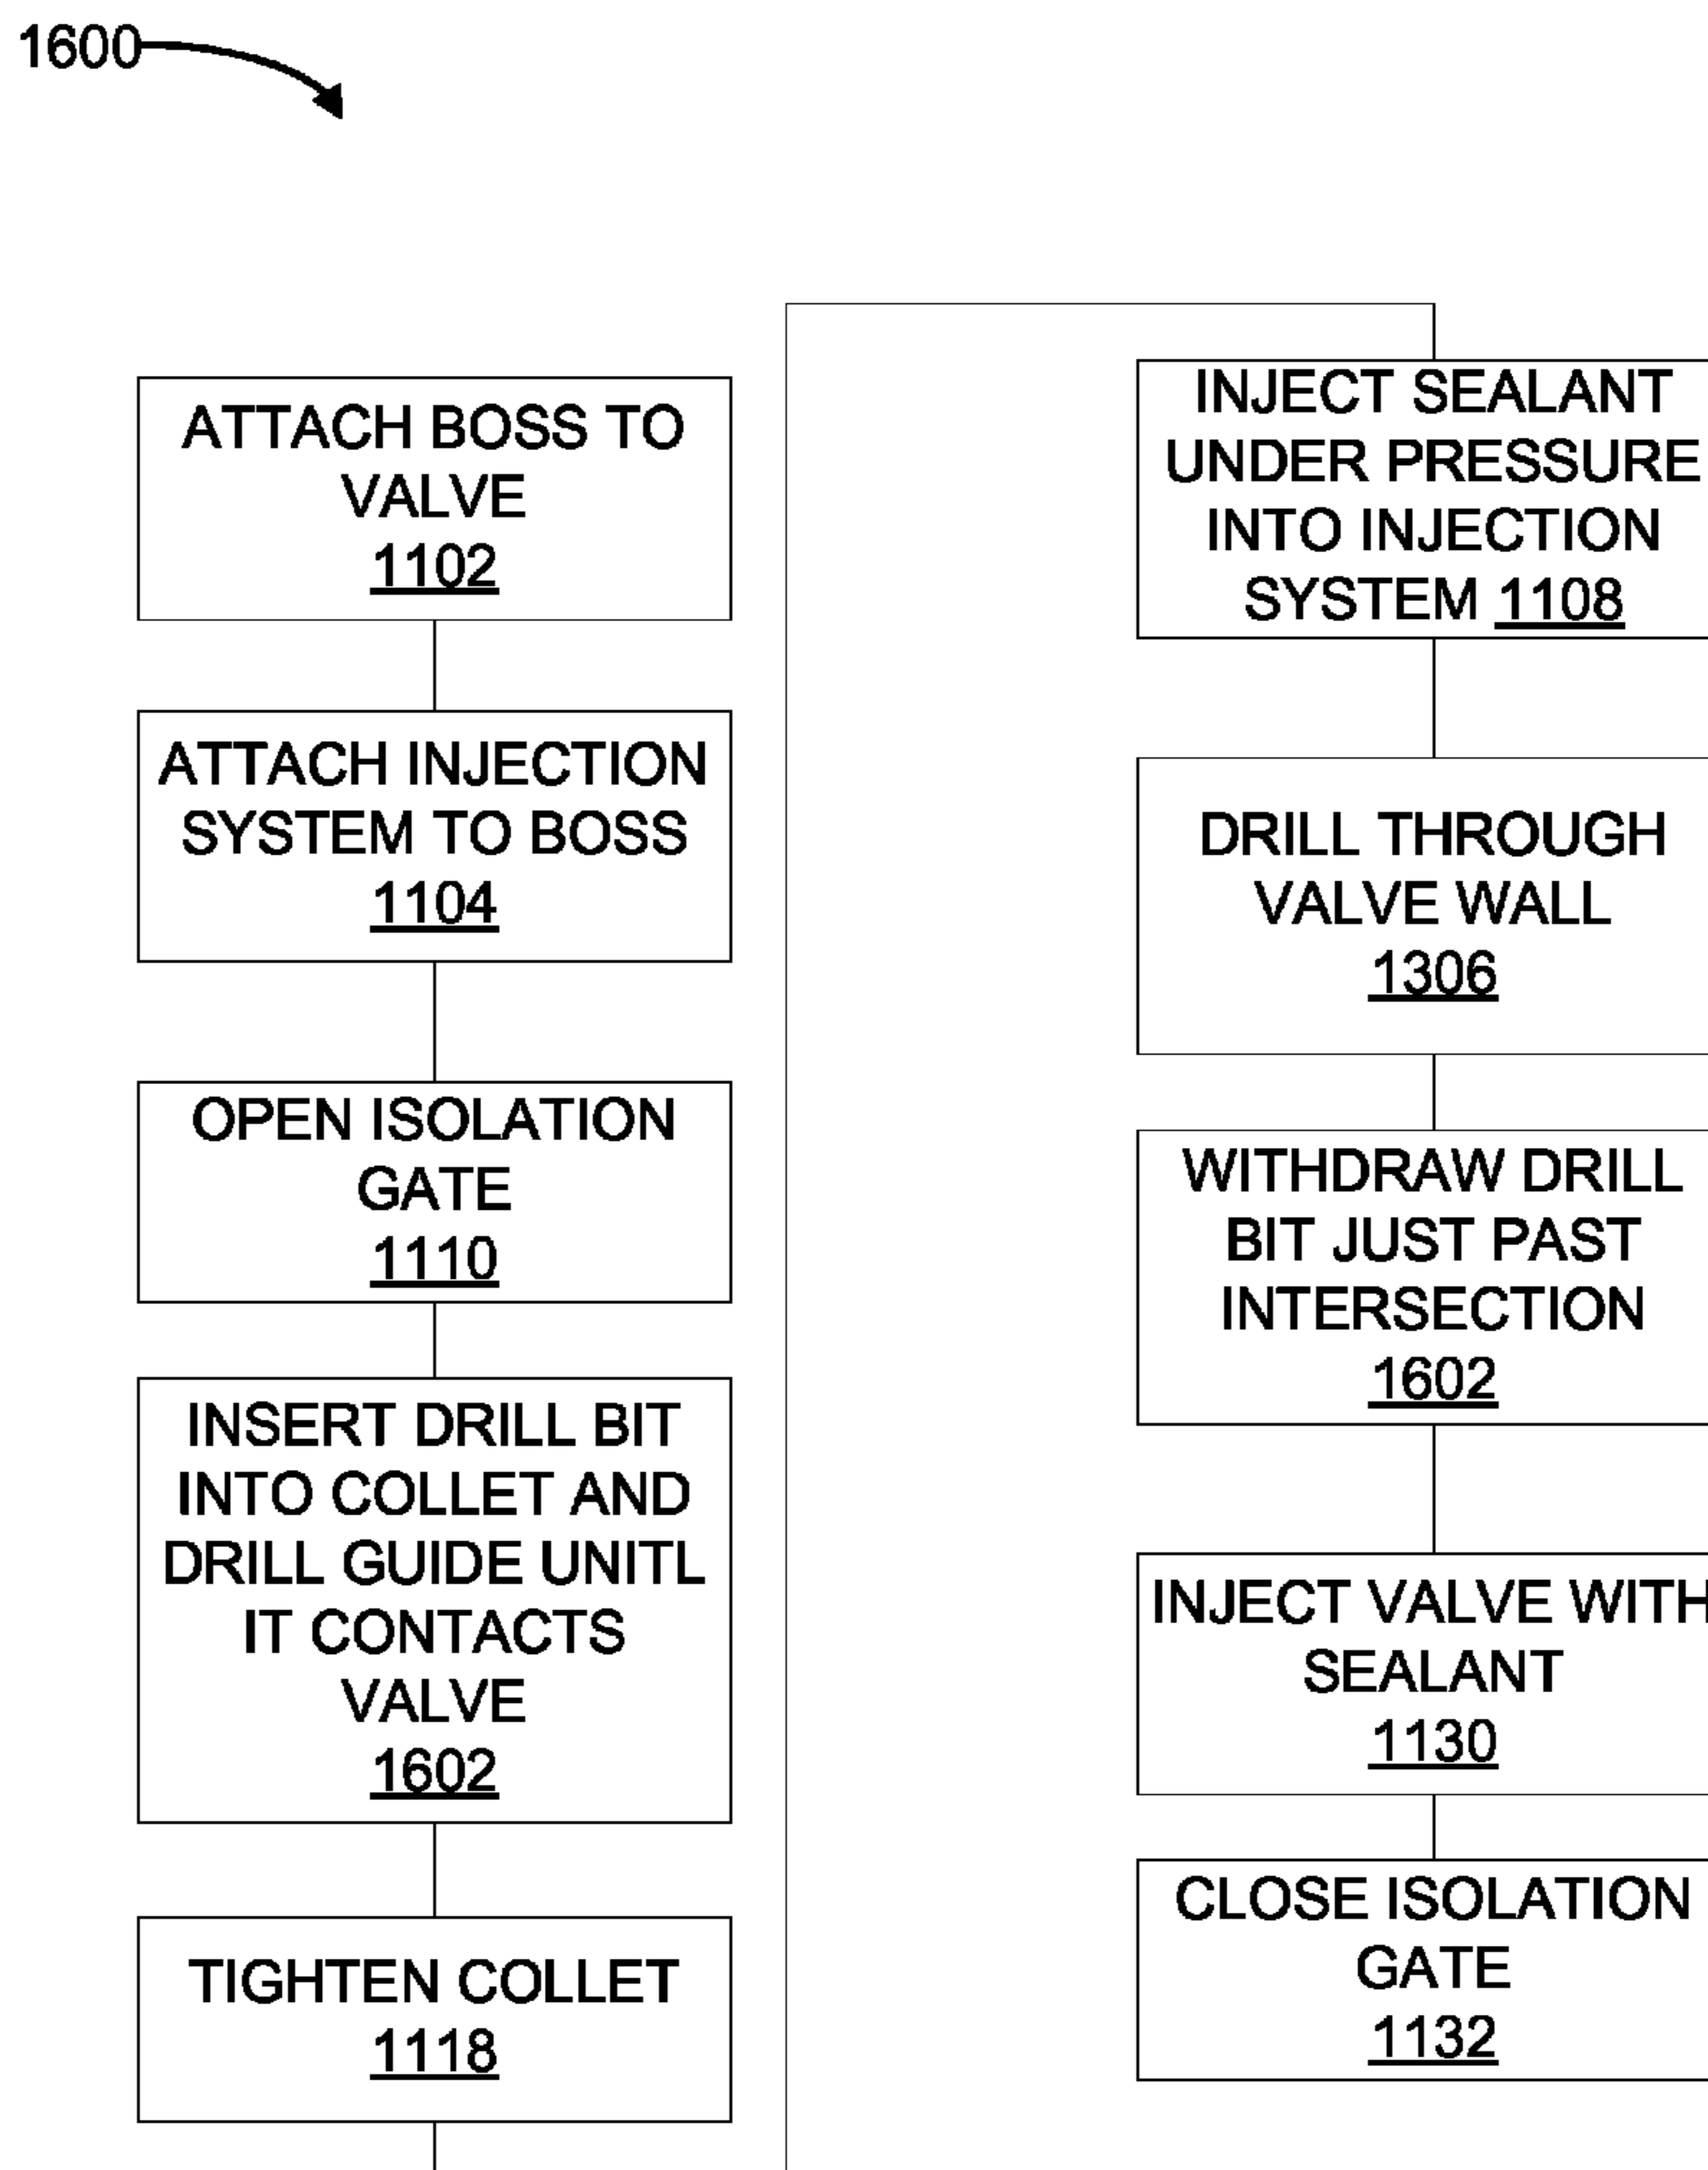 1600
ATTACH BOSS TO
VALVE
1102
ATTACH INJECTION
SYSTEM TO BOSS
1104
OPEN ISOLATION
GATE
1110
INSERT DRILL BIT
INTO COLLET AND
DRILL GUIDE UNITL
IT CONTACTS
VALVE
1602
TIGHTEN COLLET
1118
INJECT SEALANT
UNDER PRESSURE
INTO INJECTION
SYSTEM 1108
DRILL THROUGH
VALVE WALL
1306
WITHDRAW DRILL
BIT JUST PAST
INTERSECTION
1602
INJECT VALVE WITH
SEALANT
1130
CLOSE ISOLATION
GATE
1132